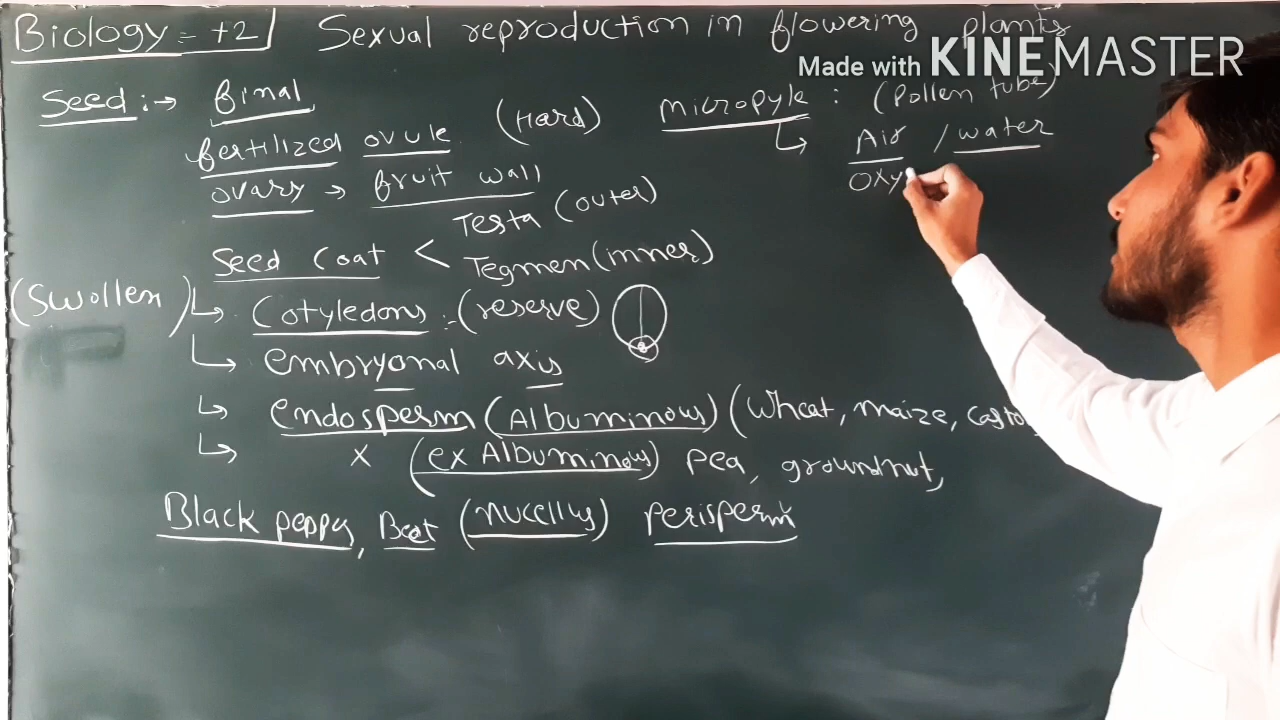 Biology = +2 Sexual reproduction in flowering plants
Made with KINEMASTER
Seed :→ final
fertilized ovule (Hard)
ovary → fruit wall
Seed coat < Testa (outer)
Tegmen (inner)
(Swollen) ↳ Cotyledons :- (reserve)
↳ embryonal axis
↳ endosperm (Albuminous) (Wheat, maize, casto
↳ x (ex Albuminous) pea, groundnut,
Black pepper, Beet (nucellus) perisperm
Micropyle : (Pollen tube)
↳ Air / water
Oxy